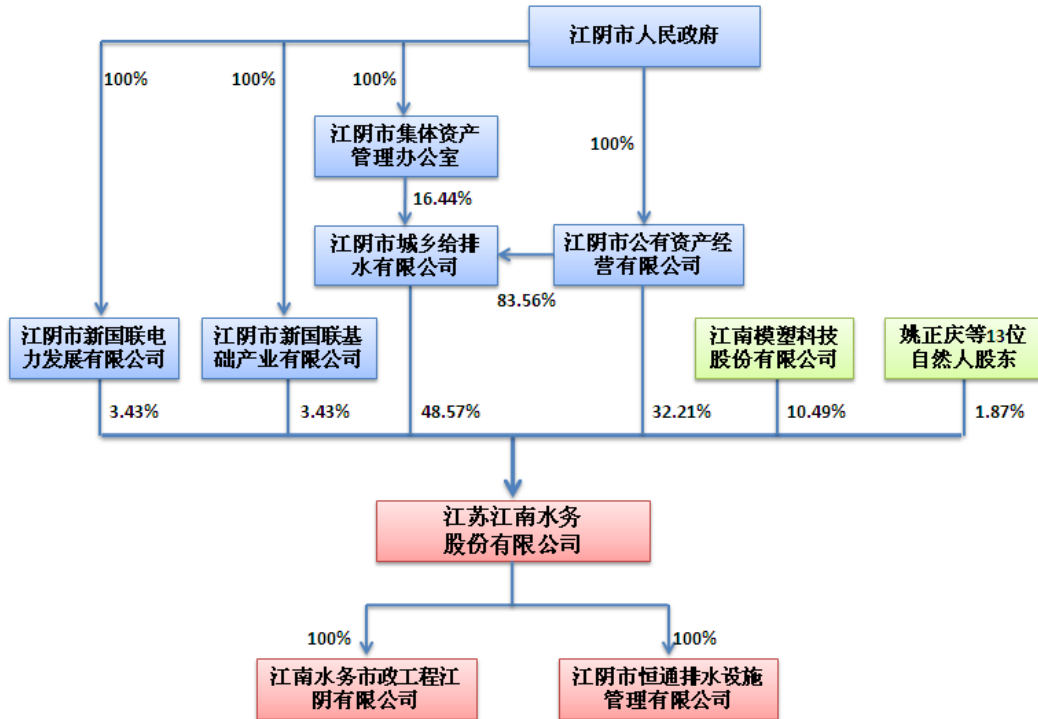 江阴市人民政府
100%
100%
100%
100%
江阴市集体资产
管理办公室
16.44%
江阴市城乡给排
水有限公司
江阴市公有资产经
营有限公司
83.56%
江阴市新国联电
力发展有限公司
江阴市新国联基
础产业有限公司
江南模塑科技
股份有限公司
姚正庆等13位
自然人股东
3.43%
3.43%
48.57%
32.21%
10.49%
1.87%
江苏江南水务
股份有限公司
100%
100%
江南水务市政工程江
阴有限公司
江阴市恒通排水设施
管理有限公司